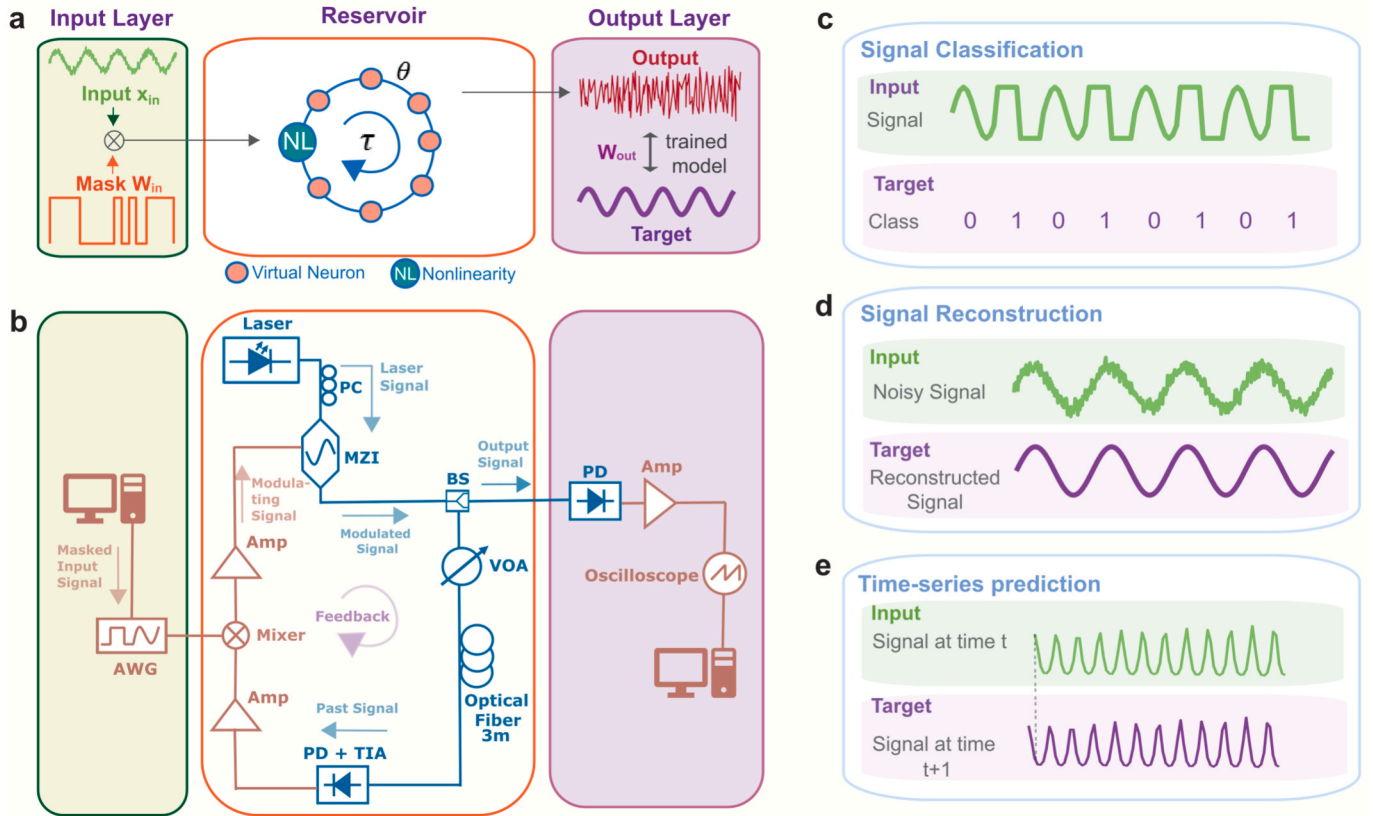 a
Input Layer
Reservoir
Output Layer
Input xin
Mask Win
θ
NL
τ
Output
Wout
trained
model
Target
Virtual Neuron
NL
Nonlinearity
b
Laser
PC
Laser
Signal
MZI
Modula-
ting
Signal
Modulated
Signal
Output
Signal
BS
PD
Amp
Masked
Input
Signal
Amp
VOA
Oscilloscope
Feedback
Mixer
AWG
Amp
Past Signal
Optical
Fiber
3m
PD + TIA
c
Signal Classification
Input
Signal
Target
Class
0 1 0 1 0 1 0 1
d
Signal Reconstruction
Input
Noisy Signal
Target
Reconstructed
Signal
e
Time-series prediction
Input
Signal at time t
Target
Signal at time
t+1